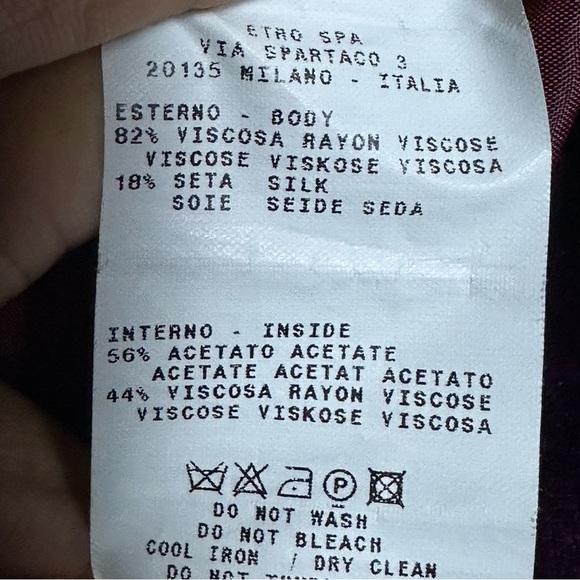 ETRO SPA
VIA SPARTACO 3
20135 MILANO - ITALIA
ESTERNO - BODY
82% VISCOSA RAYON VISCOSE
VISCOSE VISKOSE VISCOSA
18% SETA SILK
SOIE SEIDE SEDA
INTERNO - INSIDE
56% ACETATO ACETATE
ACETATE ACETAT ACETATO
44% VISCOSA RAYON VISCOSE
VISCOSE VISKOSE VISCOSA
P
DO NOT WASH
DO NOT BLEACH
COOL IRON / DRY CLEAN
DO NOT